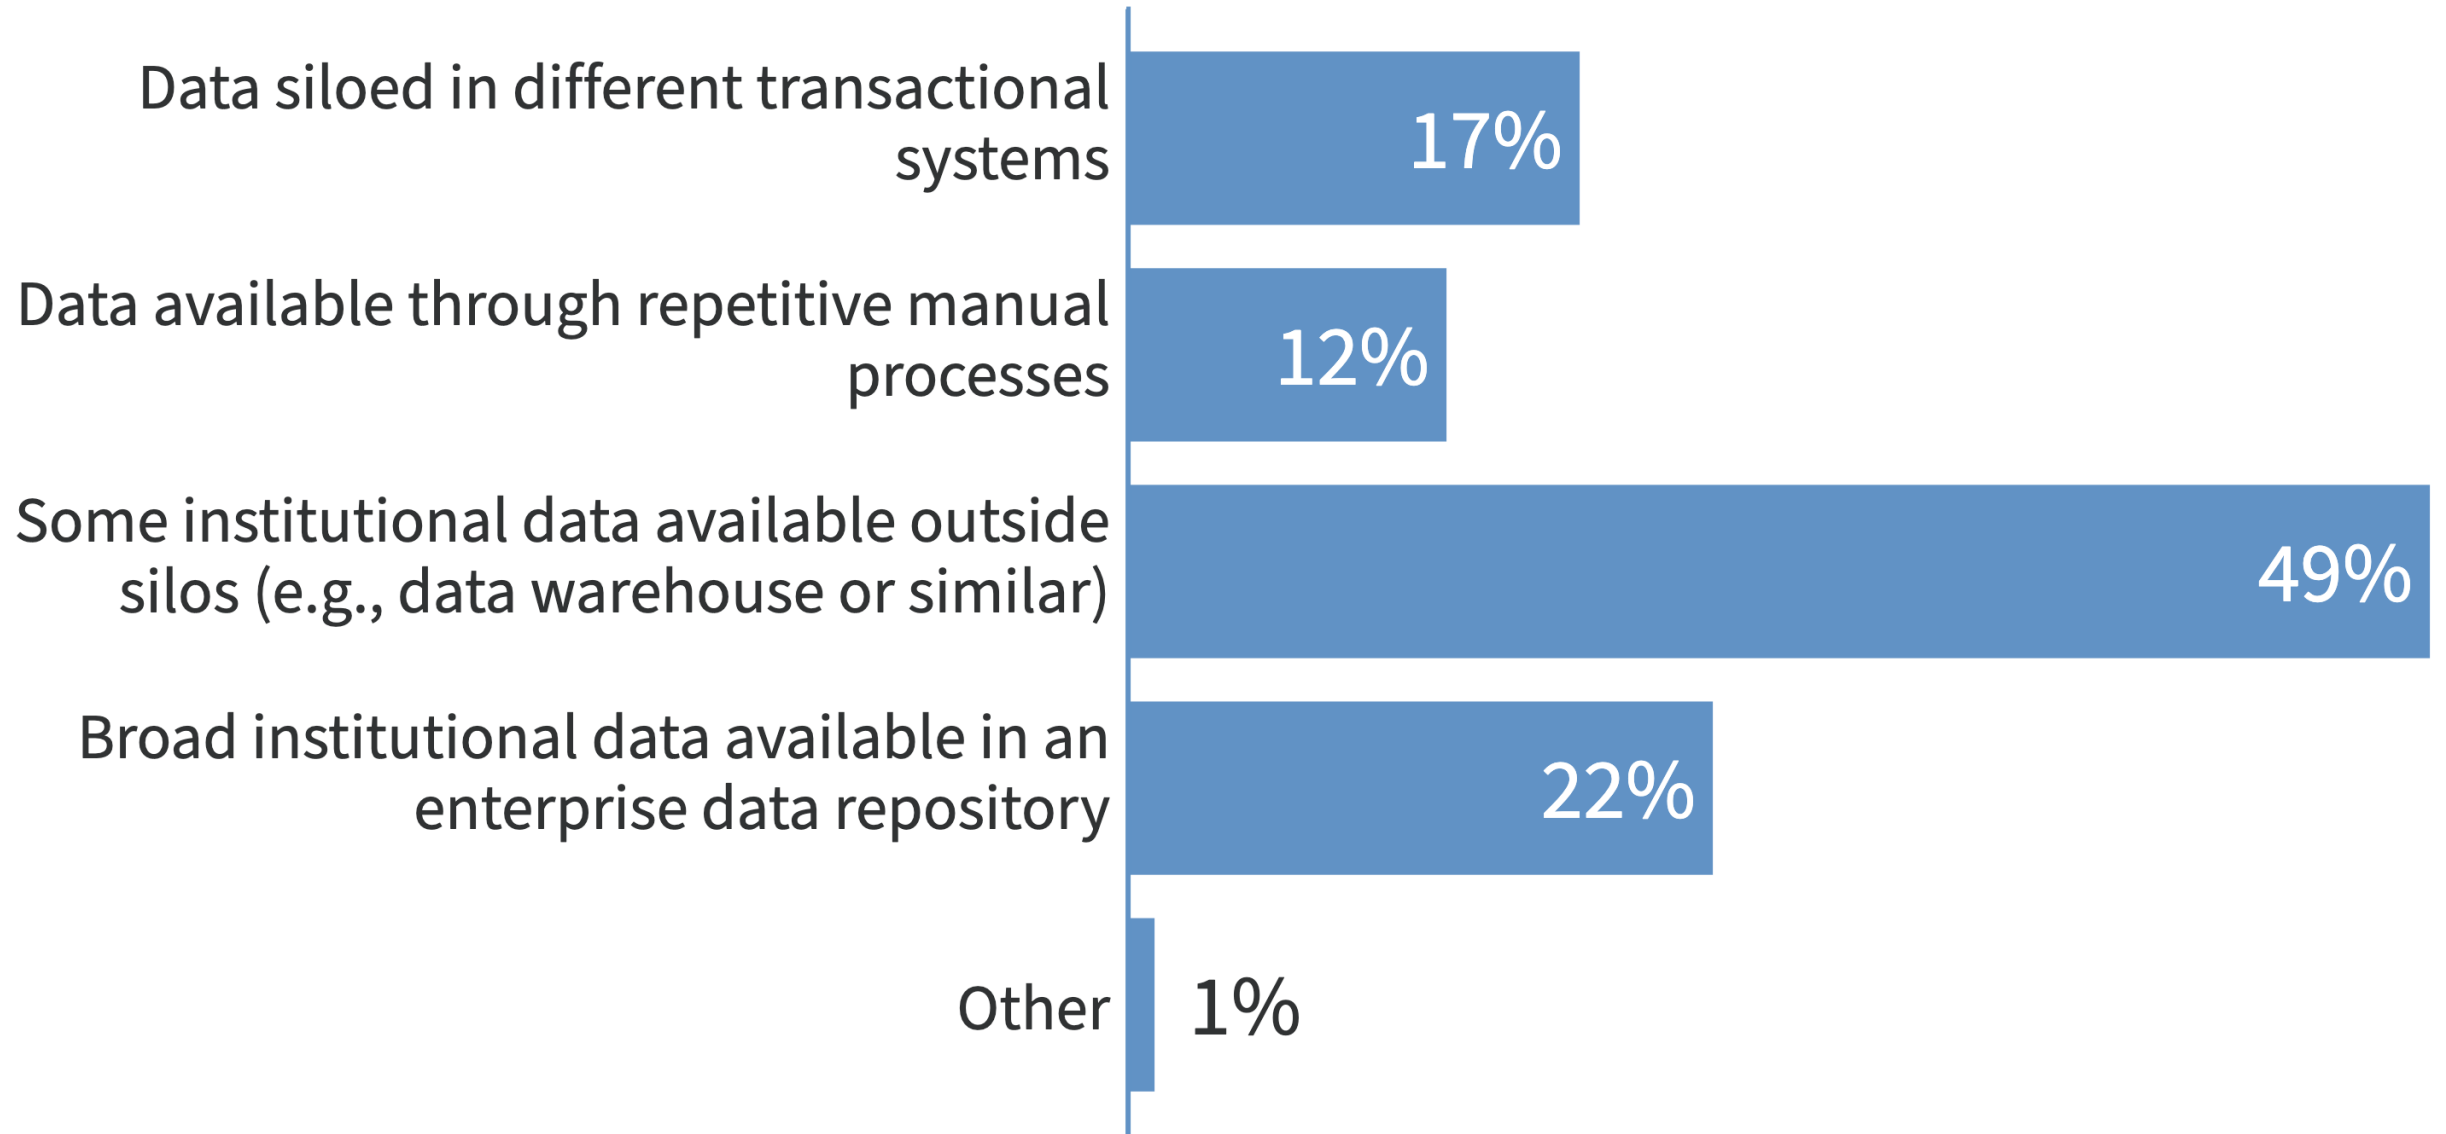 Data siloed in different transactional
systems
17%
Data available through repetitive manual
processes
12%
Some institutional data available outside
silos (e.g., data warehouse or similar)
49%
Broad institutional data available in an
enterprise data repository
22%
Other
1%